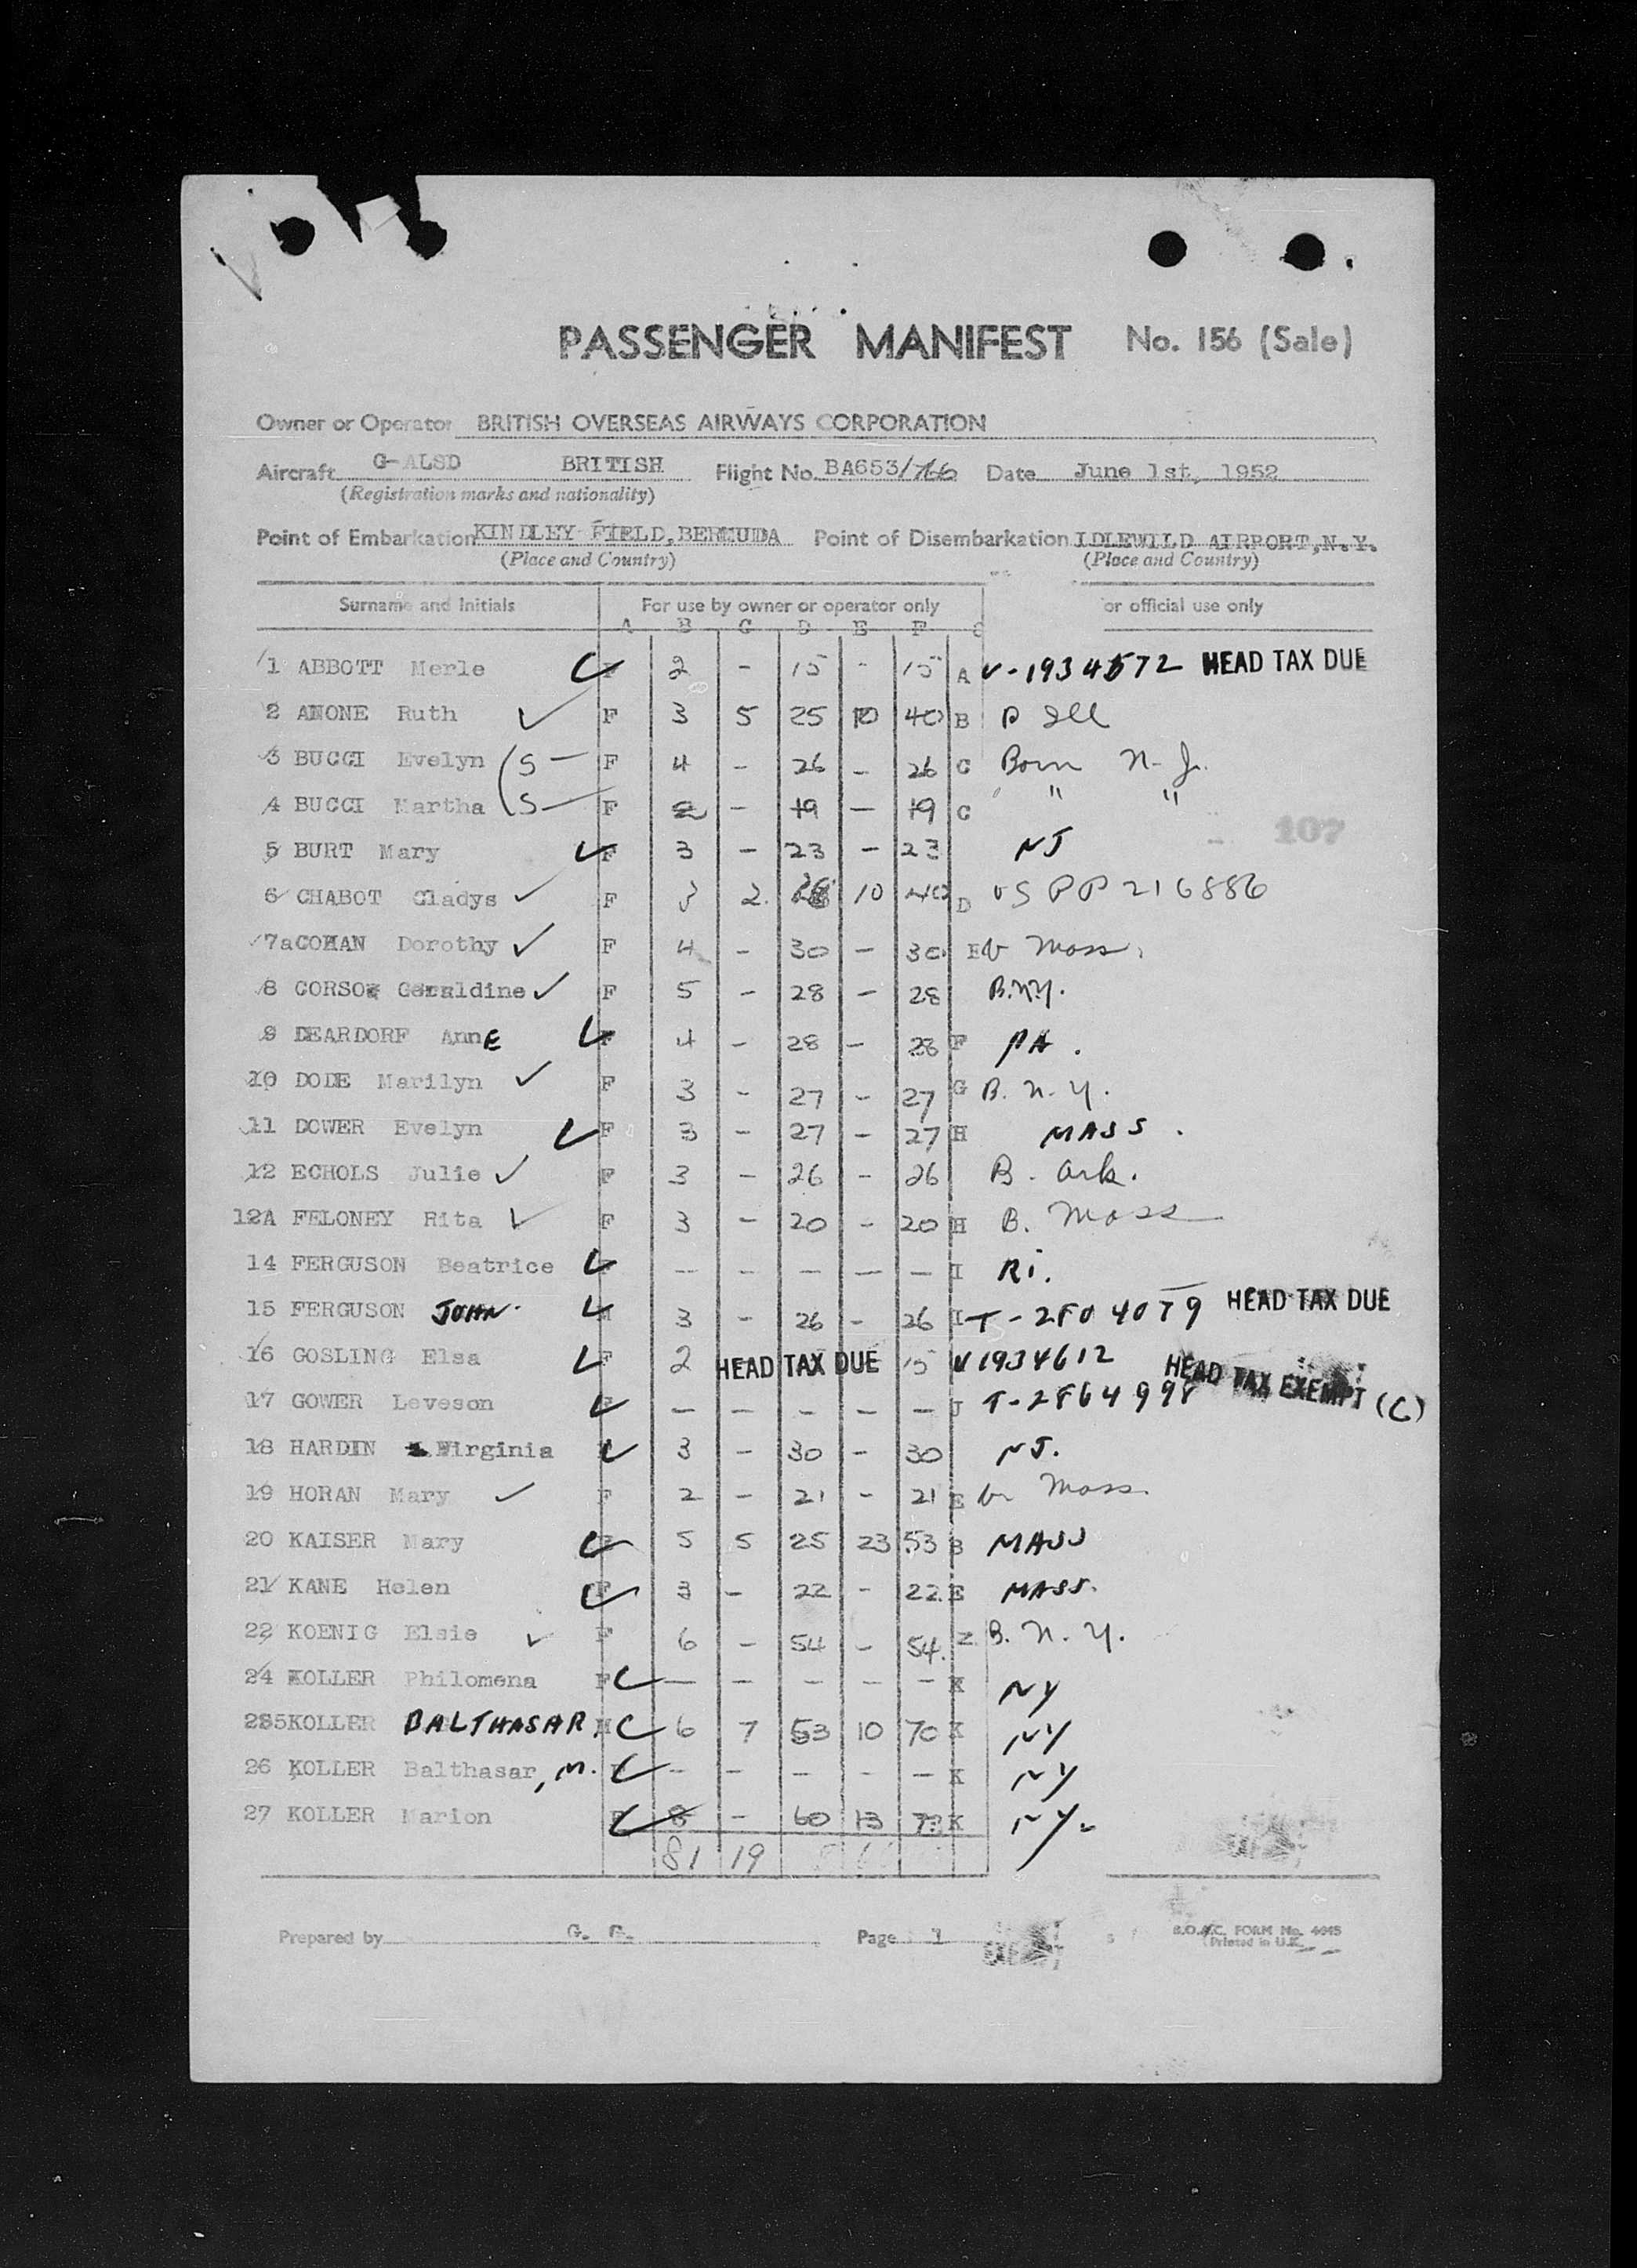 PASSENGER MANIFEST No. 156 (Sale)
Owner or Operator BRITISH OVERSEAS AIRWAYS CORPORATION
Aircraft G-ALSD BRITISH Flight No. BA653/766 Date June 1st, 1952
(Registration marks and nationality)
Point of Embarkation KINDLEY FIELD, BERMUDA Point of Disembarkation IDLEWILD AIRPORT, N.Y.
(Place and Country) (Place and Country)
Surname and Initials For use by owner or operator only or official use only
A B C D E F G
1 ABBOTT Merle 2 - 15 - 15 A V-1934572 HEAD TAX DUE
2 ANONE Ruth F 3 5 25 10 40 B Ill
3 BUCCI Evelyn (S F 4 - 26 - 26 C Born N.J.
4 BUCCI Martha (S F 2 - 19 - 19 C " "
107
5 BURT Mary F 3 - 23 - 23 NJ
6 CHABOT Gladys F 3 2 10 40 D US PP 216886
7a COHAN Dorothy F 4 - 30 - 30 E b Mass.
8 CORSO Geraldine F 5 - 28 - 28 B.N.Y.
9 DEARDORF AnnE 4 - 28 - 28 F PA.
10 DODE Marilyn F 3 - 27 - 27 G B. N. Y.
11 DOWER Evelyn F 3 - 27 - 27 H MASS.
12 ECHOLS Julie F 3 - 26 - 26 B. Ark.
12A FELONEY Rita F 3 - 20 - 20 H B. Mass
14 FERGUSON Beatrice - - - - - I RI.
15 FERGUSON JOHN. M 3 - 26 - 26 I HEAD TAX DUE
16 GOSLING Elsa F 2 HEAD TAX DUE 15 V1934612 HEAD TAX EXEMPT (C)
17 GOWER Leveson - - - - - J T-2864998
18 HARDIN Virginia 3 - 30 - 30 NJ.
19 HORAN Mary F 2 - 21 - 21 E b Mass.
20 KAISER Mary 5 5 25 23 53 B MASS
21 KANE Helen F 3 - 22 - 22 E MASS.
22 KOENIG Elsie F 6 - 54 - 54. Z B. N. Y.
24 KOLLER Philomena F - - - - - K NY
25 KOLLER BALTHASAR, M 6 7 53 10 70 K NY
26 KOLLER Balthasar, M. - - - - - K NY
27 KOLLER Marion F 8 - 60 13 73 K NY.
81 19
Prepared by G. G. Page 1 B.O.A.C. FORM No. 4045
Printed in U.K.